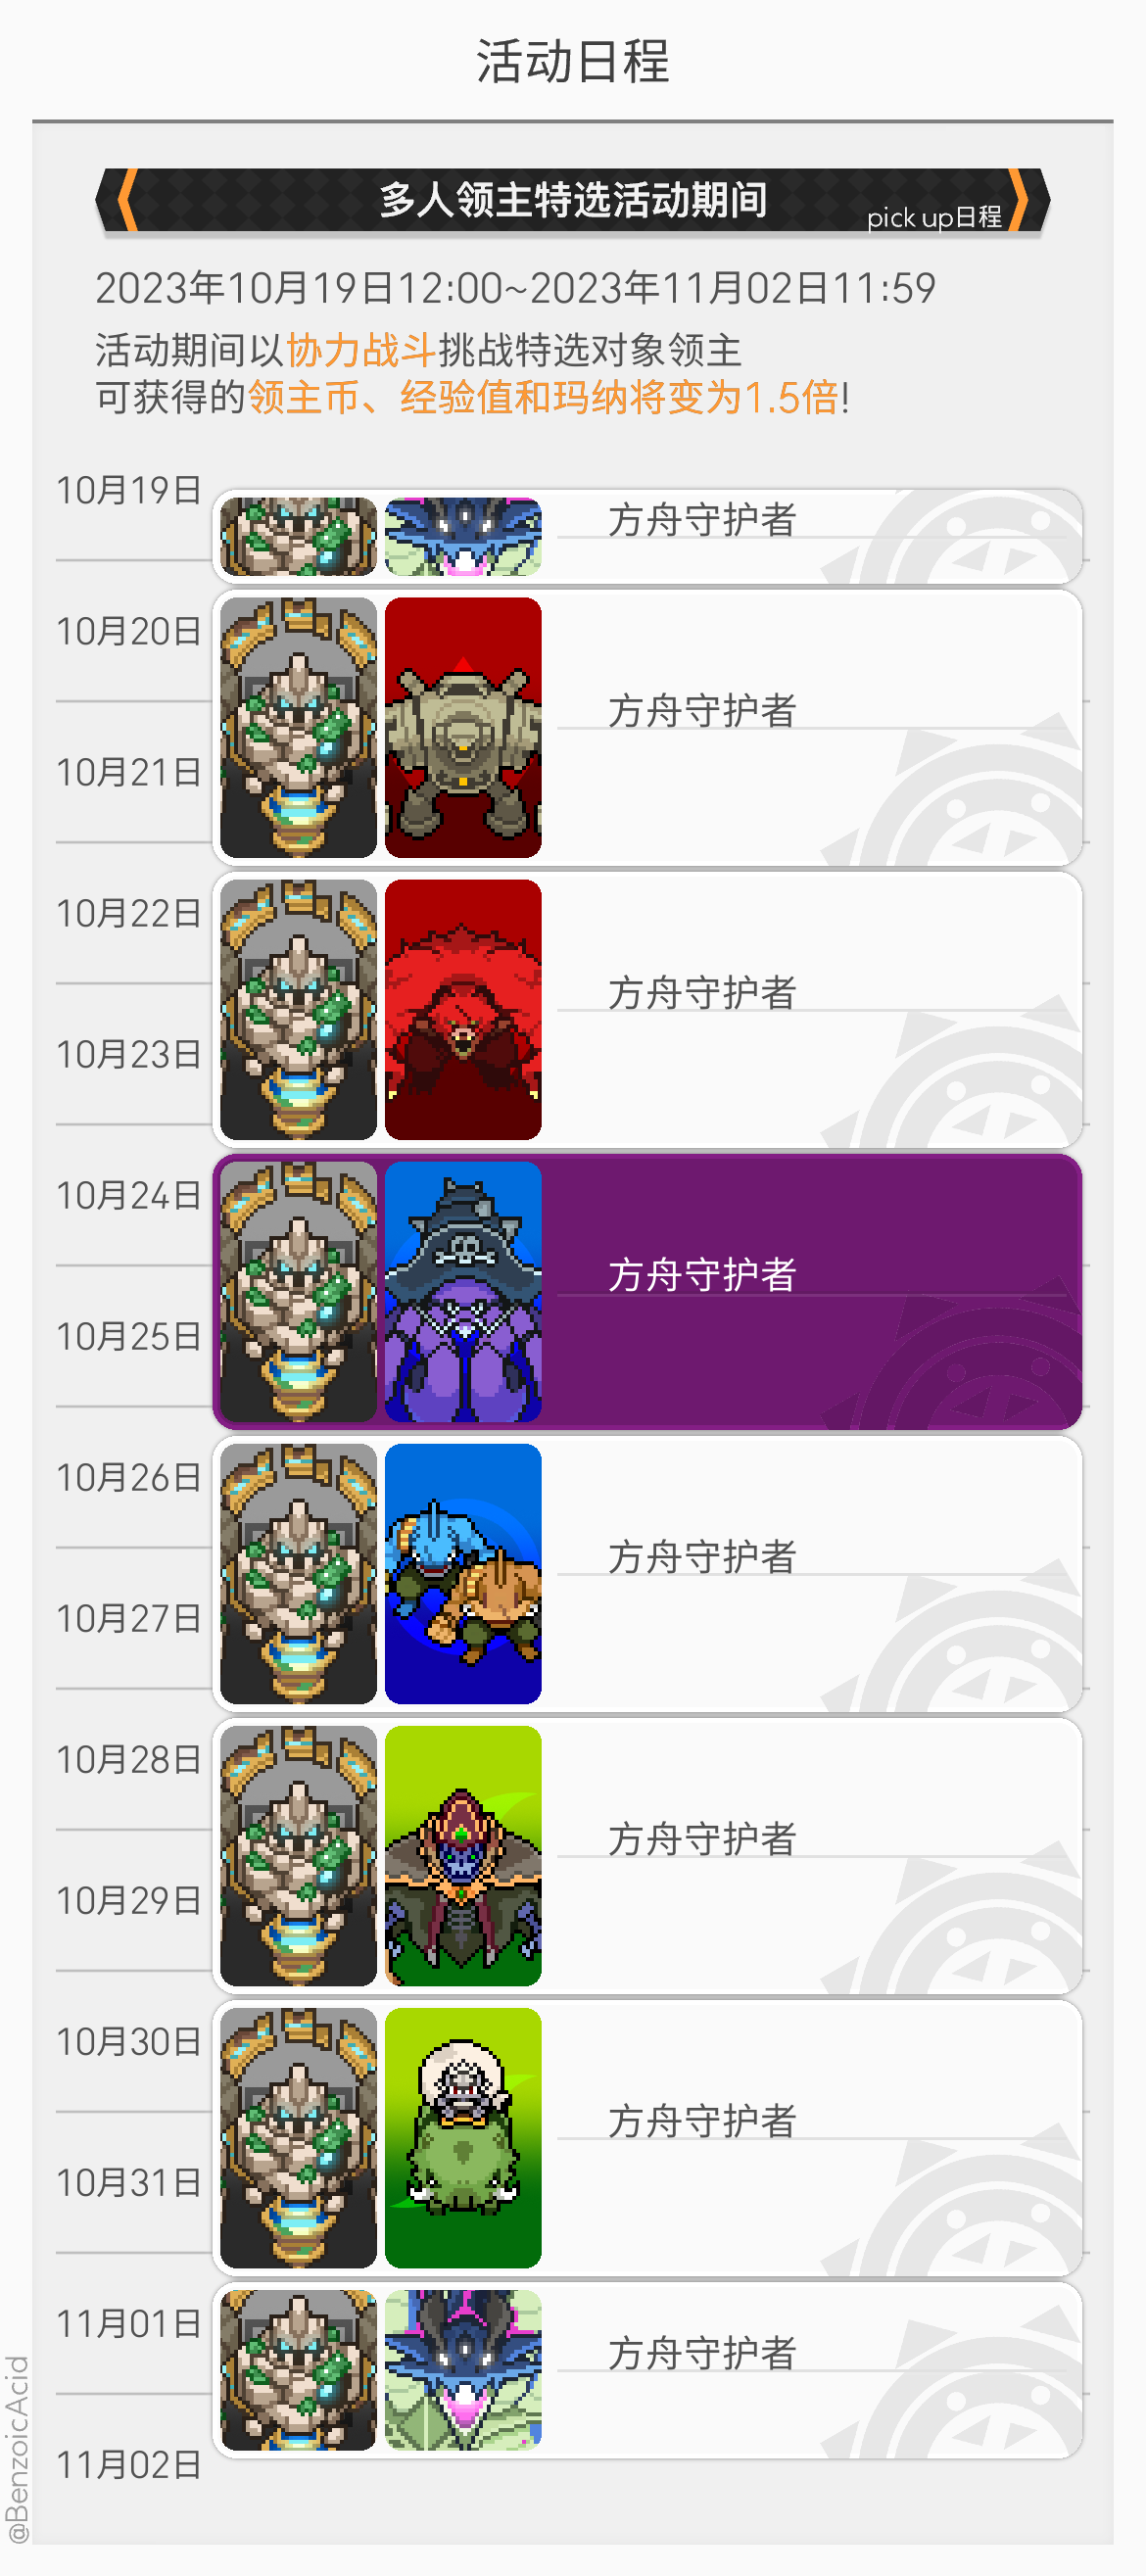 活动日程
多人领主特选活动期间
pick up日程
2023年10月19日12:00~2023年11月02日11:59
活动期间以协力战斗挑战特选对象领主
可获得的领主币、经验值和玛纳将变为1.5倍!
10月19日
方舟守护者
10月20日
方舟守护者
10月21日
10月22日
方舟守护者
10月23日
10月24日
方舟守护者
10月25日
10月26日
方舟守护者
10月27日
10月28日
方舟守护者
10月29日
10月30日
方舟守护者
10月31日
11月01日
方舟守护者
11月02日
@BenzoicAcid